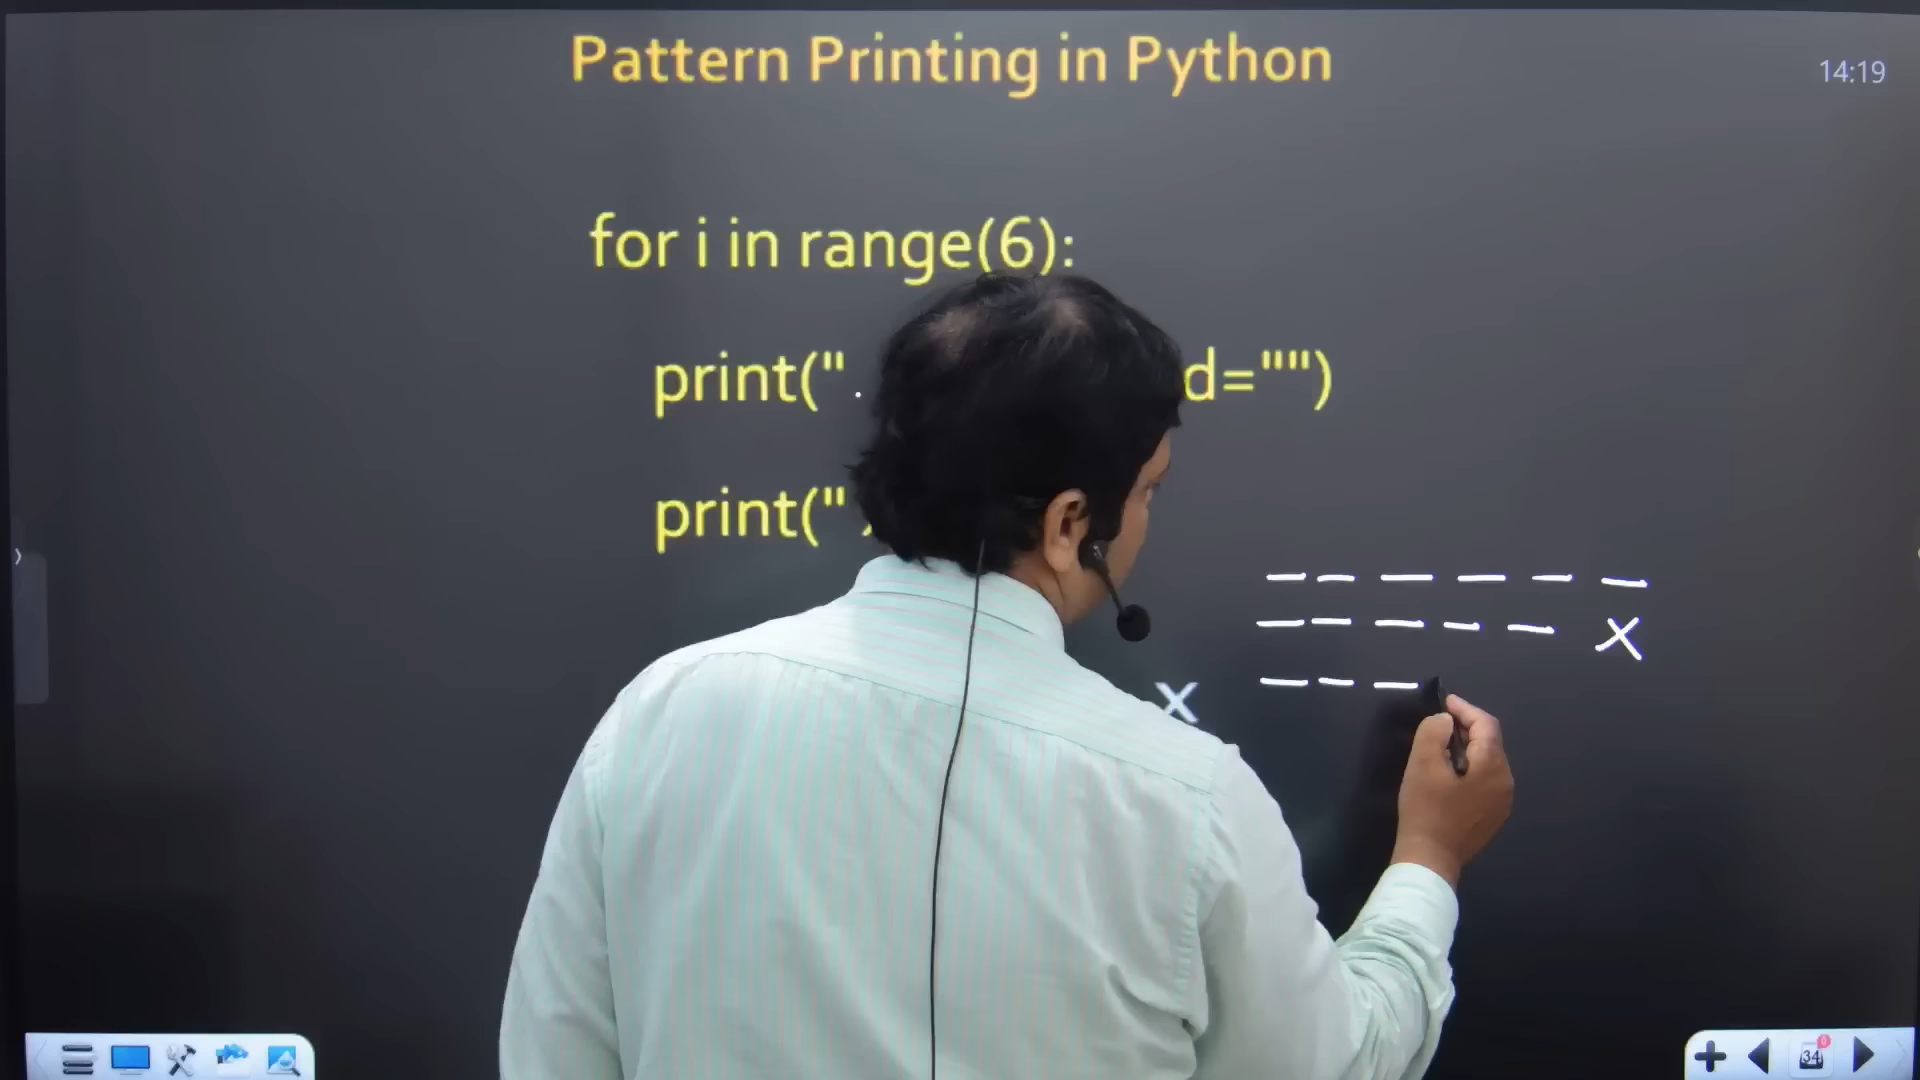 Pattern Printing in Python
14:19
for i in range(6):
print(" . d="")
print("
_ _ _ _ _ _
_ _ _ _ _ X
_ _ _
x
34